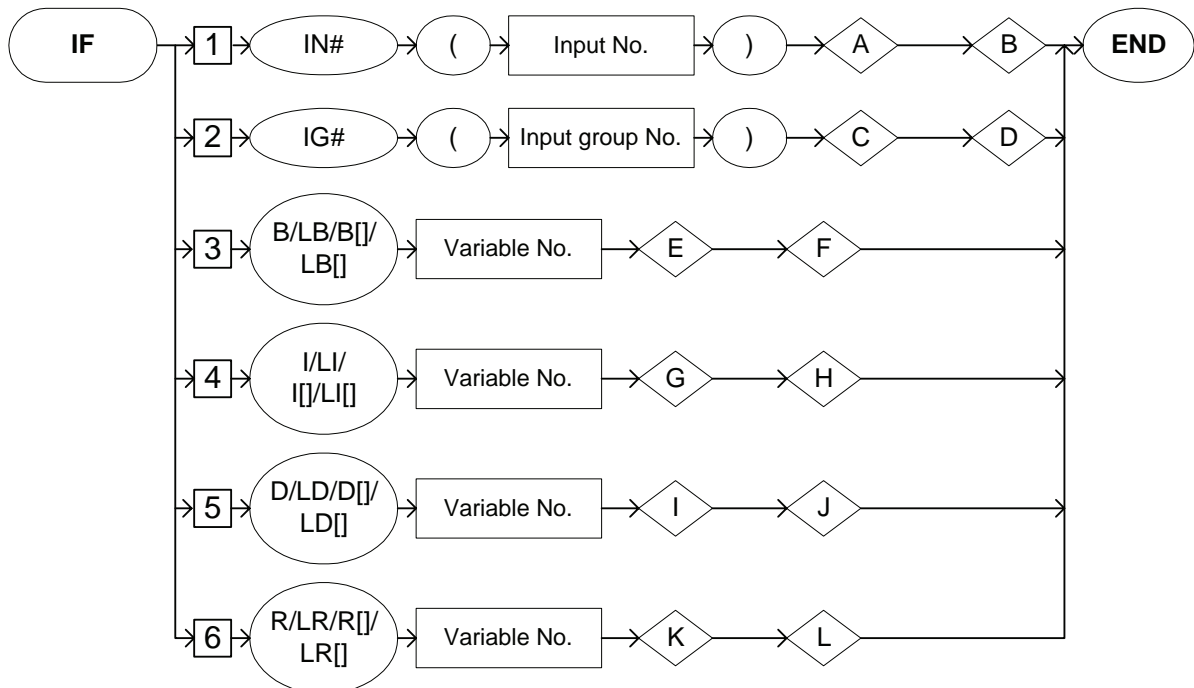 IF
1 IN# ( Input No. ) A B END
2 IG# ( Input group No. ) C D
3 B/LB/B[]/
LB[] Variable No. E F
4 I/LI/
I[]/LI[] Variable No. G H
5 D/LD/D[]/
LD[] Variable No. I J
6 R/LR/R[]/
LR[] Variable No. K L